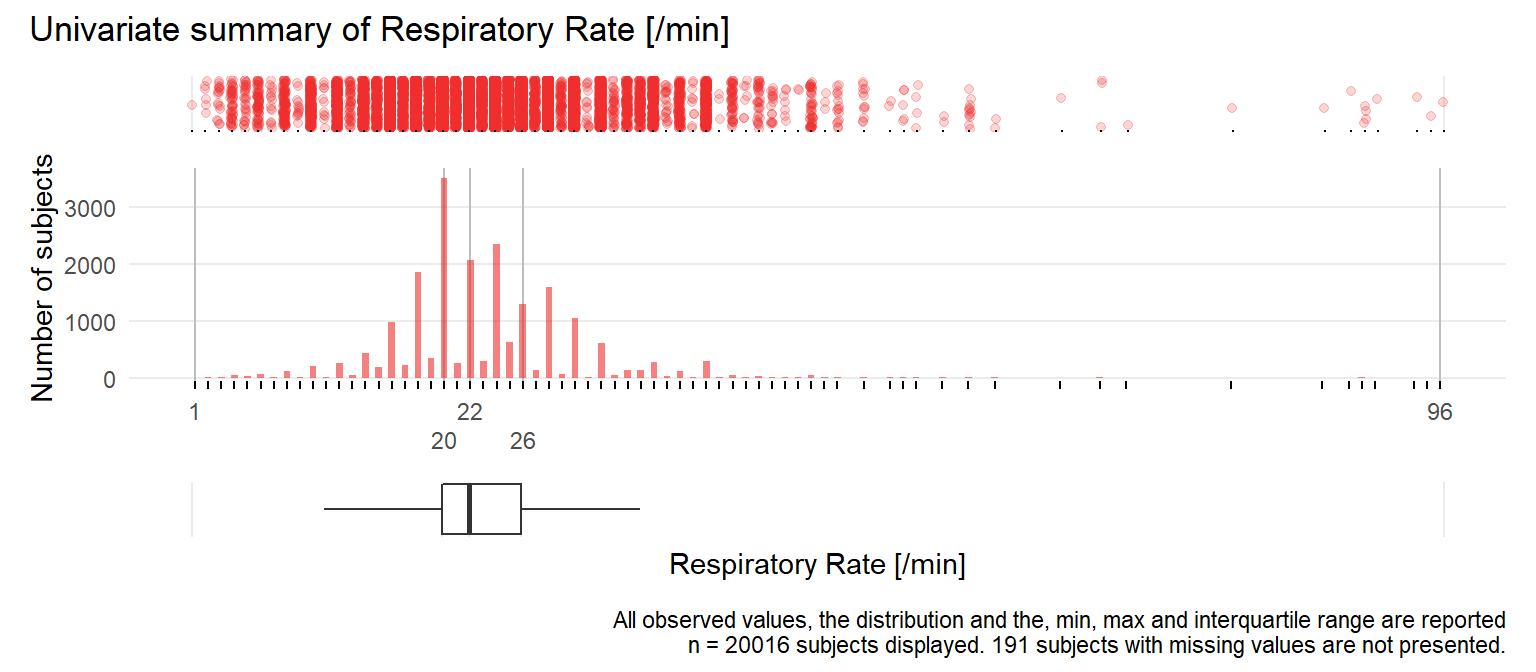 Univariate summary of Respiratory Rate [/min]
Number of subjects
3000
2000
1000
0
1
22
96
20
26
Respiratory Rate [/min]
All observed values, the distribution and the, min, max and interquartile range are reported
n = 20016 subjects displayed. 191 subjects with missing values are not presented.